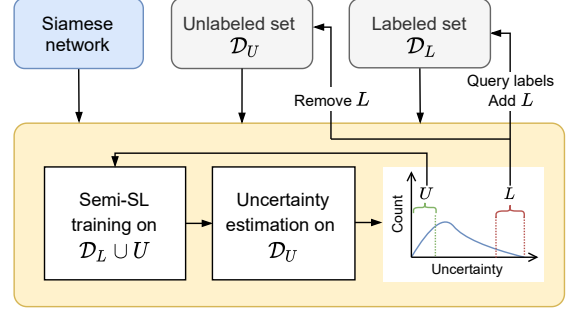 Siamese
network
Unlabeled set
𝒟_U
Labeled set
𝒟_L
Query labels
Remove L
Add L
Semi-SL
training on
𝒟_L ∪ U
Uncertainty
estimation on
𝒟_U
Count
U
L
Uncertainty